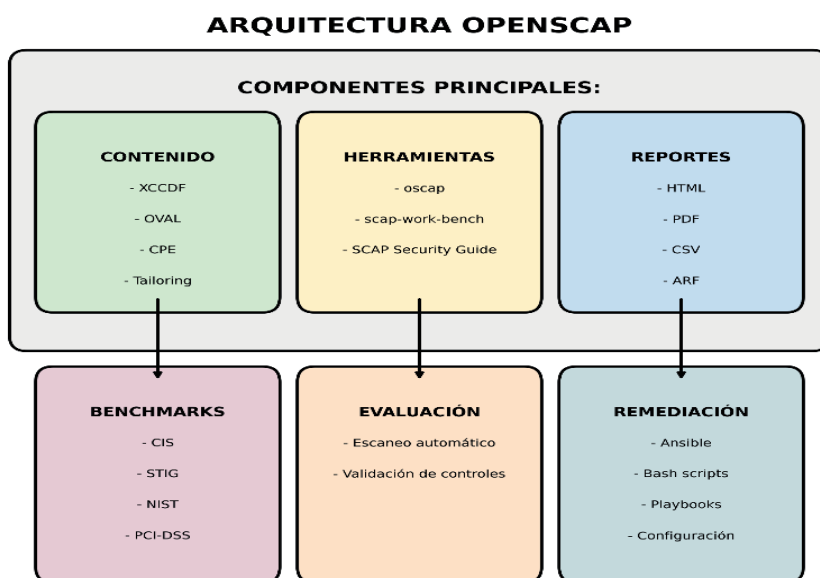 ARQUITECTURA OPENSCAP
COMPONENTES PRINCIPALES:
CONTENIDO
- XCCDF
- OVAL
- CPE
- Tailoring
HERRAMIENTAS
- oscap
- scap-work-bench
- SCAP Security Guide
REPORTES
- HTML
- PDF
- CSV
- ARF
BENCHMARKS
- CIS
- STIG
- NIST
- PCI-DSS
EVALUACIÓN
- Escaneo automático
- Validación de controles
REMEDIACIÓN
- Ansible
- Bash scripts
- Playbooks
- Configuración